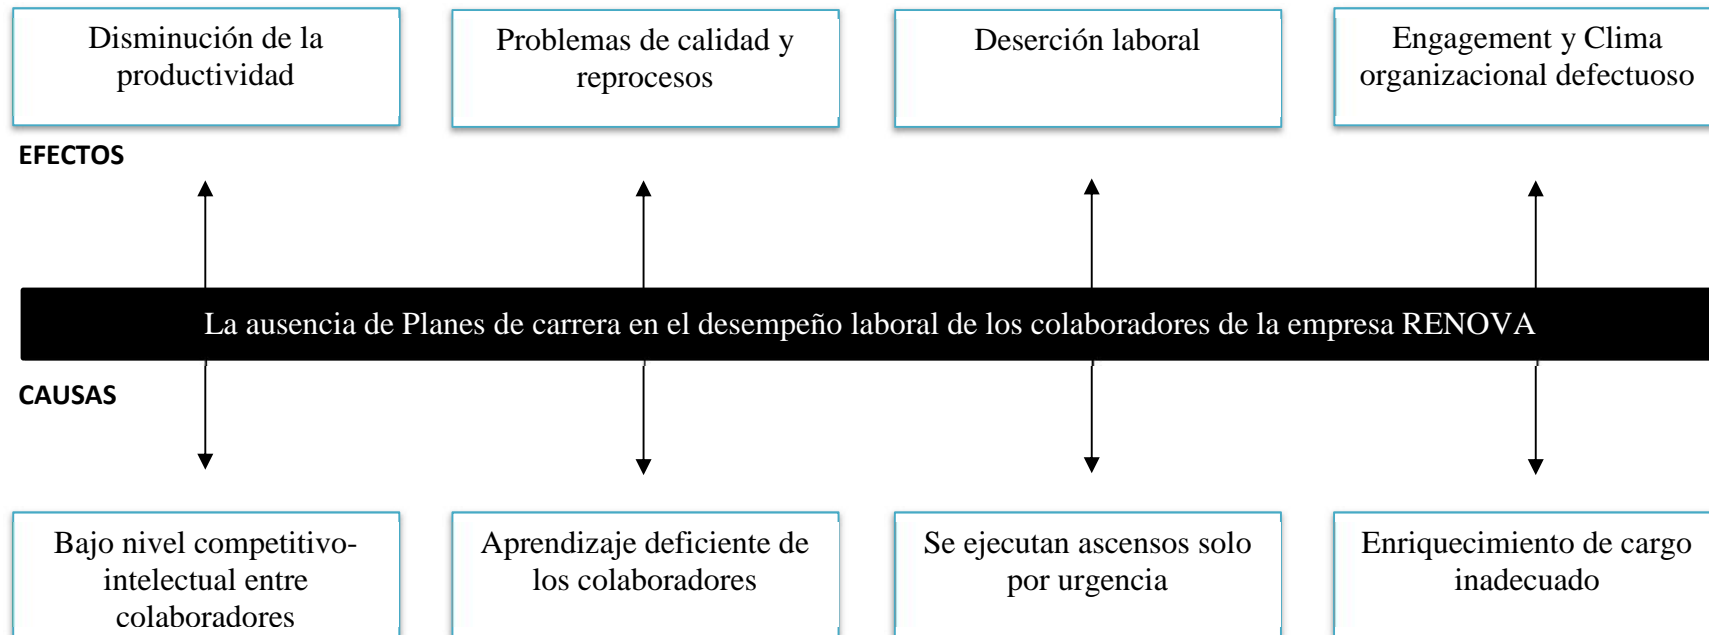 Disminución de la
productividad
Problemas de calidad y
reprocesos
Deserción laboral
Engagement y Clima
organizacional defectuoso
EFECTOS
La ausencia de Planes de carrera en el desempeño laboral de los colaboradores de la empresa RENOVA
CAUSAS
Bajo nivel competitivo-
intelectual entre
colaboradores
Aprendizaje deficiente de
los colaboradores
Se ejecutan ascensos solo
por urgencia
Enriquecimiento de cargo
inadecuado